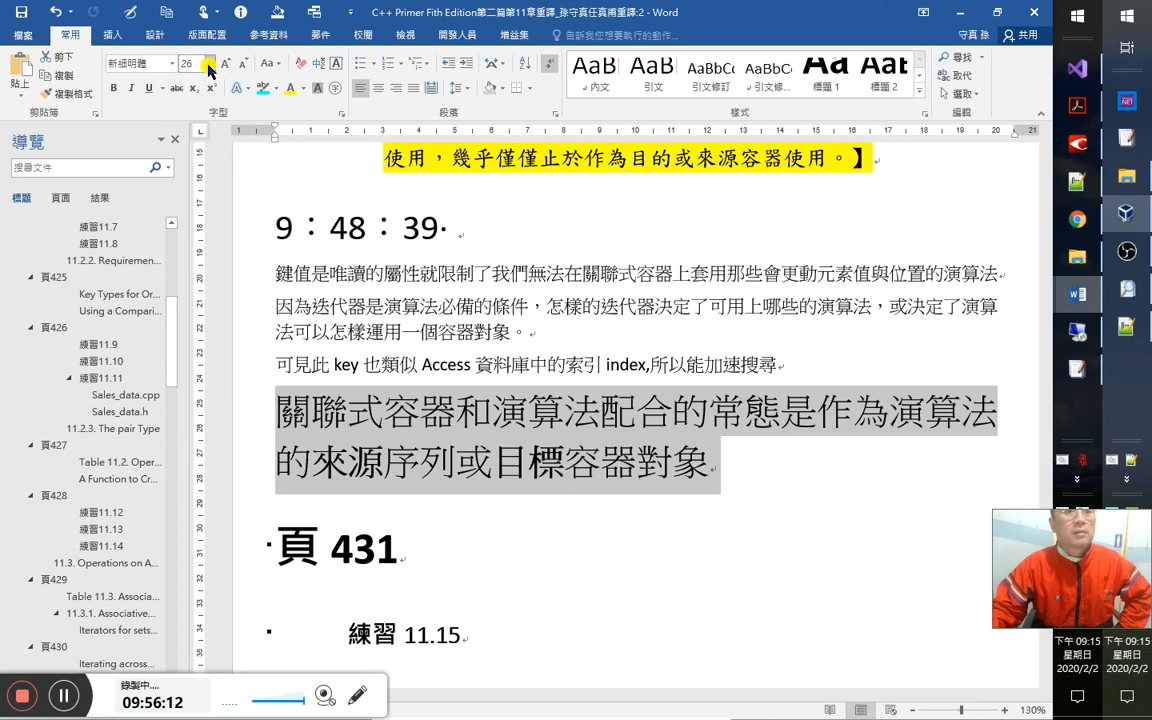 C++ Primer Fith Edition第二篇第11章重譯_孫守真任真甫重譯:2 - Word
檔案 常用 插入 設計 版面配置 參考資料 郵件 校閱 檢視 開發人員 增益集 告訴我您想要執行的動作... 守真 孫 共用
貼上
剪下
複製
複製格式
新細明體 26
B I U abc X₂ X²
AaB AaB AaBbC AaBbC AaB AaB
內文 引文 引文修訂 引文修... 標題 1 標題 2
尋找
取代
選取
剪貼簿 字型 段落 樣式 編輯
導覽
搜尋文件
標題 頁面 結果
練習11.7
練習11.8
11.2.2. Requiremen...
頁425
Key Types for Or...
Using a Compari...
頁426
練習11.9
練習11.10
練習11.11
Sales_data.cpp
Sales_data.h
11.2.3. The pair Type
頁427
Table 11.2. Oper...
A Function to Cr...
頁428
練習11.12
練習11.13
練習11.14
11.3. Operations on A...
頁429
Table 11.3. Associa...
11.3.1. Associative...
Iterators for sets...
頁430
Iterating across...
使用，幾乎僅僅止於作為目的或來源容器使用。】
9：48：39
鍵值是唯讀的屬性就限制了我們無法在關聯式容器上套用那些會更動元素值與位置的演算法
因為迭代器是演算法必備的條件，怎樣的迭代器決定了可用上哪些的演算法，或決定了演算
法可以怎樣運用一個容器對象。
可見此 key 也類似 Access 資料庫中的索引 index,所以能加速搜尋
關聯式容器和演算法配合的常態是作為演算法
的來源序列或目標容器對象
頁 431
練習 11.15
錄製中....
09:56:12
130%
下午 09:15
星期日
2020/2/2
下午 09:15
星期日
2020/2/2